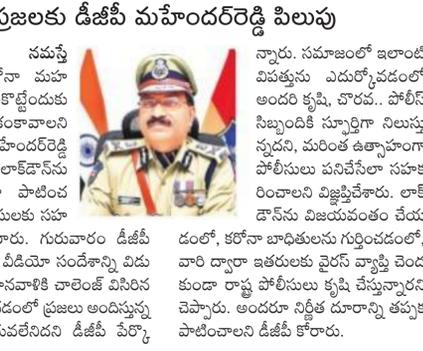 ప్రజలకు డీజీపీ మహేందర్‌రెడ్డి పిలుపు
నమస్తే
నా మహ
కొట్టేందుకు
కంకావాలని
హేందర్‌రెడ్డి
లాక్‌డౌన్‌ను
పాటించ
సులకు సహ
రారు. గురువారం డీజీపీ
వీడియో సందేశాన్ని విడు
నవాళికి చాలెంజ్ విసిరిన
డంలో ప్రజలు అందిస్తున్న
వలేనిదని డీజీపీ పేర్కొ
న్నారు. సమాజంలో ఇలాంటి
విపత్తును ఎదుర్కోవడంలో
అందరి కృషి, చొరవ.. పోలీస్
సిబ్బందికి స్ఫూర్తిగా నిలుస్తు
న్నదని, మరింత ఉత్సాహంగా
పోలీసులు పనిచేసేలా సహక
రించాలని విజ్ఞప్తిచేశారు. లాక్
డౌన్‌ను విజయవంతం చేయ
డంలో, కరోనా బాధితులను గుర్తించడంలో,
వారి ద్వారా ఇతరులకు వైరస్ వ్యాప్తి చెంద
కుండా రాష్ట్ర పోలీసులు కృషి చేస్తున్నారని
చెప్పారు. అందరూ నిర్ణీత దూరాన్ని తప్పక
పాటించాలని డీజీపీ కోరారు.